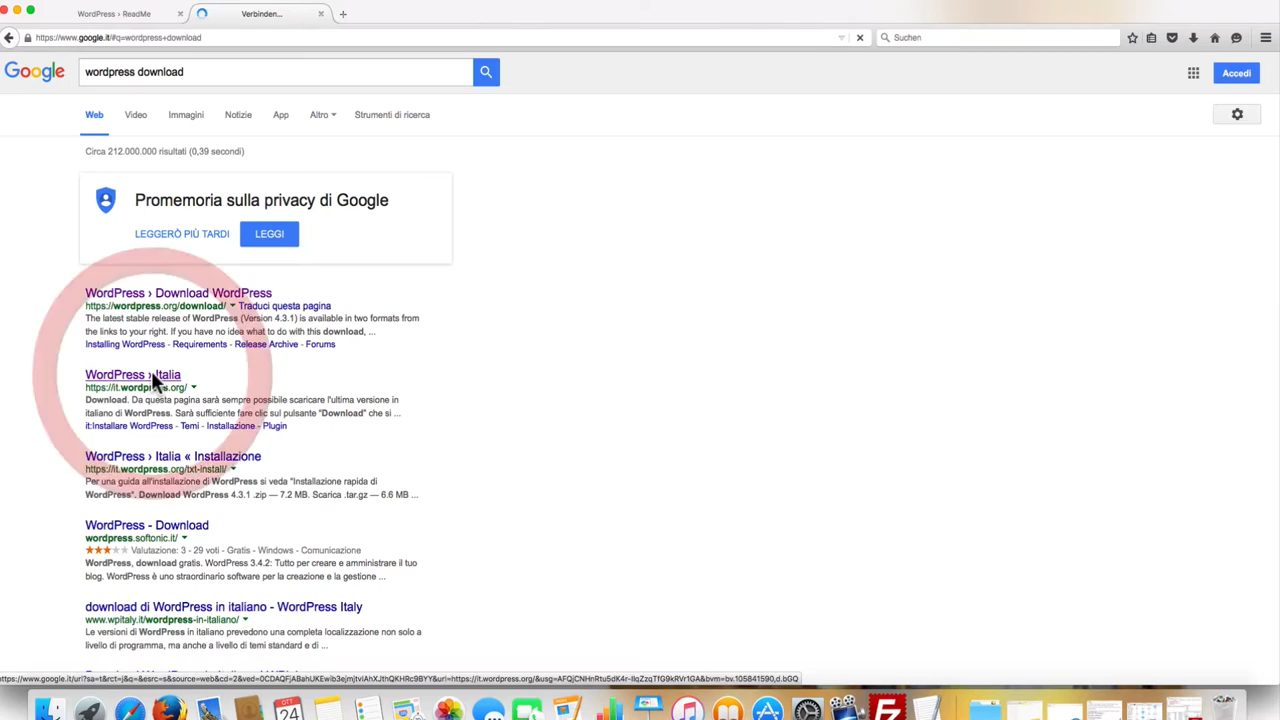 WordPress › ReadMe
Verbinden...
https://www.google.it/#q=wordpress+download
Suchen
Google
wordpress download
Accedi
Web Video Immagini Notizie App Altro Strumenti di ricerca
Circa 212.000.000 risultati (0,39 secondi)
Promemoria sulla privacy di Google
LEGGERÒ PIÙ TARDI LEGGI
WordPress › Download WordPress
https://wordpress.org/download/ Traduci questa pagina
The latest stable release of WordPress (Version 4.3.1) is available in two formats from
the links to your right. If you have no idea what to do with this download, ...
Installing WordPress - Requirements - Release Archive - Forums
WordPress › Italia
https://it.wordpress.org/
Download. Da questa pagina sarà sempre possibile scaricare l'ultima versione in
italiano di WordPress. Sarà sufficiente fare clic sul pulsante "Download" che si ...
it:Installare WordPress - Temi - Installazione - Plugin
WordPress › Italia « Installazione
https://it.wordpress.org/txt-install/
Per una guida all'installazione di WordPress si veda "Installazione rapida di
WordPress". Download WordPress 4.3.1 .zip — 7.2 MB. Scarica .tar.gz — 6.6 MB ...
WordPress - Download
wordpress.softonic.it/
Valutazione: 3 - 29 voti - Gratis - Windows - Comunicazione
WordPress, download gratis. WordPress 3.4.2: Tutto per creare e amministrare il tuo
blog. WordPress è uno straordinario software per la creazione e la gestione ...
download di WordPress in italiano - WordPress Italy
www.wpitaly.it/wordpress-in-italiano/
Le versioni di WordPress in italiano prevedono una completa localizzazione non solo a
livello di programma, ma anche a livello di temi standard e di ...
OTT
24